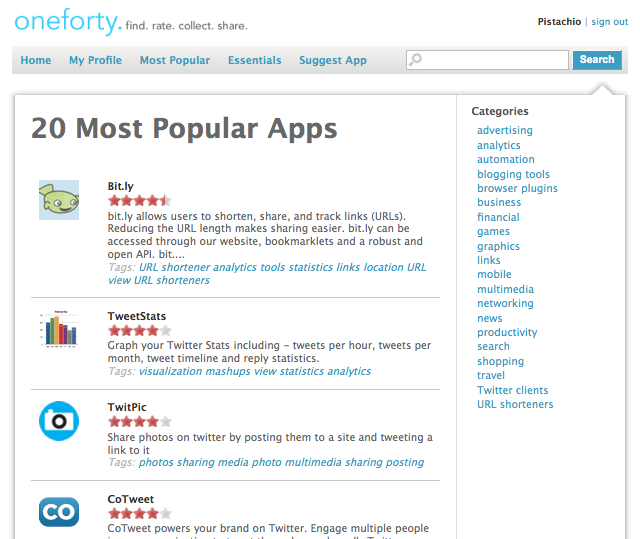 oneforty. find. rate. collect. share.
Pistachio | sign out
Home My Profile Most Popular Essentials Suggest App Search
20 Most Popular Apps
Bit.ly
bit.ly allows users to shorten, share, and track links (URLs).
Reducing the URL length makes sharing easier. bit.ly can be
accessed through our website, bookmarklets and a robust and
open API. bit....
Tags: URL shortener analytics tools statistics links location URL
view URL shorteners
TweetStats
Graph your Twitter Stats including - tweets per hour, tweets per
month, tweet timeline and reply statistics.
Tags: visualization mashups view statistics analytics
TwitPic
Share photos on twitter by posting them to a site and tweeting a
link to it
Tags: photos sharing media photo multimedia sharing posting
CO
CoTweet
CoTweet powers your brand on Twitter. Engage multiple people
Categories
advertising
analytics
automation
blogging tools
browser plugins
business
financial
games
graphics
links
mobile
multimedia
networking
news
productivity
search
shopping
travel
Twitter clients
URL shorteners